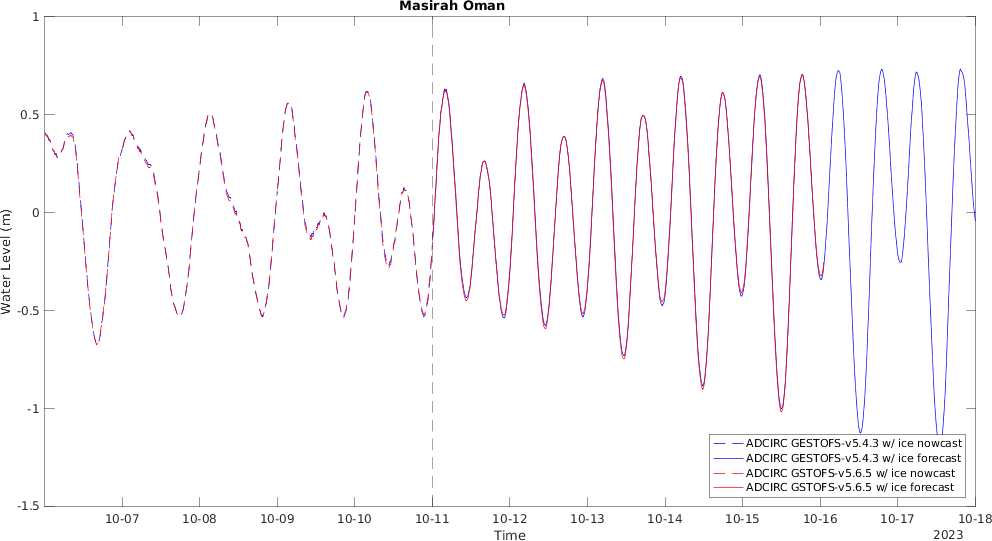 Masirah Oman
1
0.5
0
-0.5
-1
-1.5
Water Level (m)
ADCIRC GESTOFS-v5.4.3 w/ ice nowcast
ADCIRC GESTOFS-v5.4.3 w/ ice forecast
ADCIRC GSTOFS-v5.6.5 w/ ice nowcast
ADCIRC GSTOFS-v5.6.5 w/ ice forecast
10-07 10-08 10-09 10-10 10-11 10-12 10-13 10-14 10-15 10-16 10-17 10-18
Time
2023